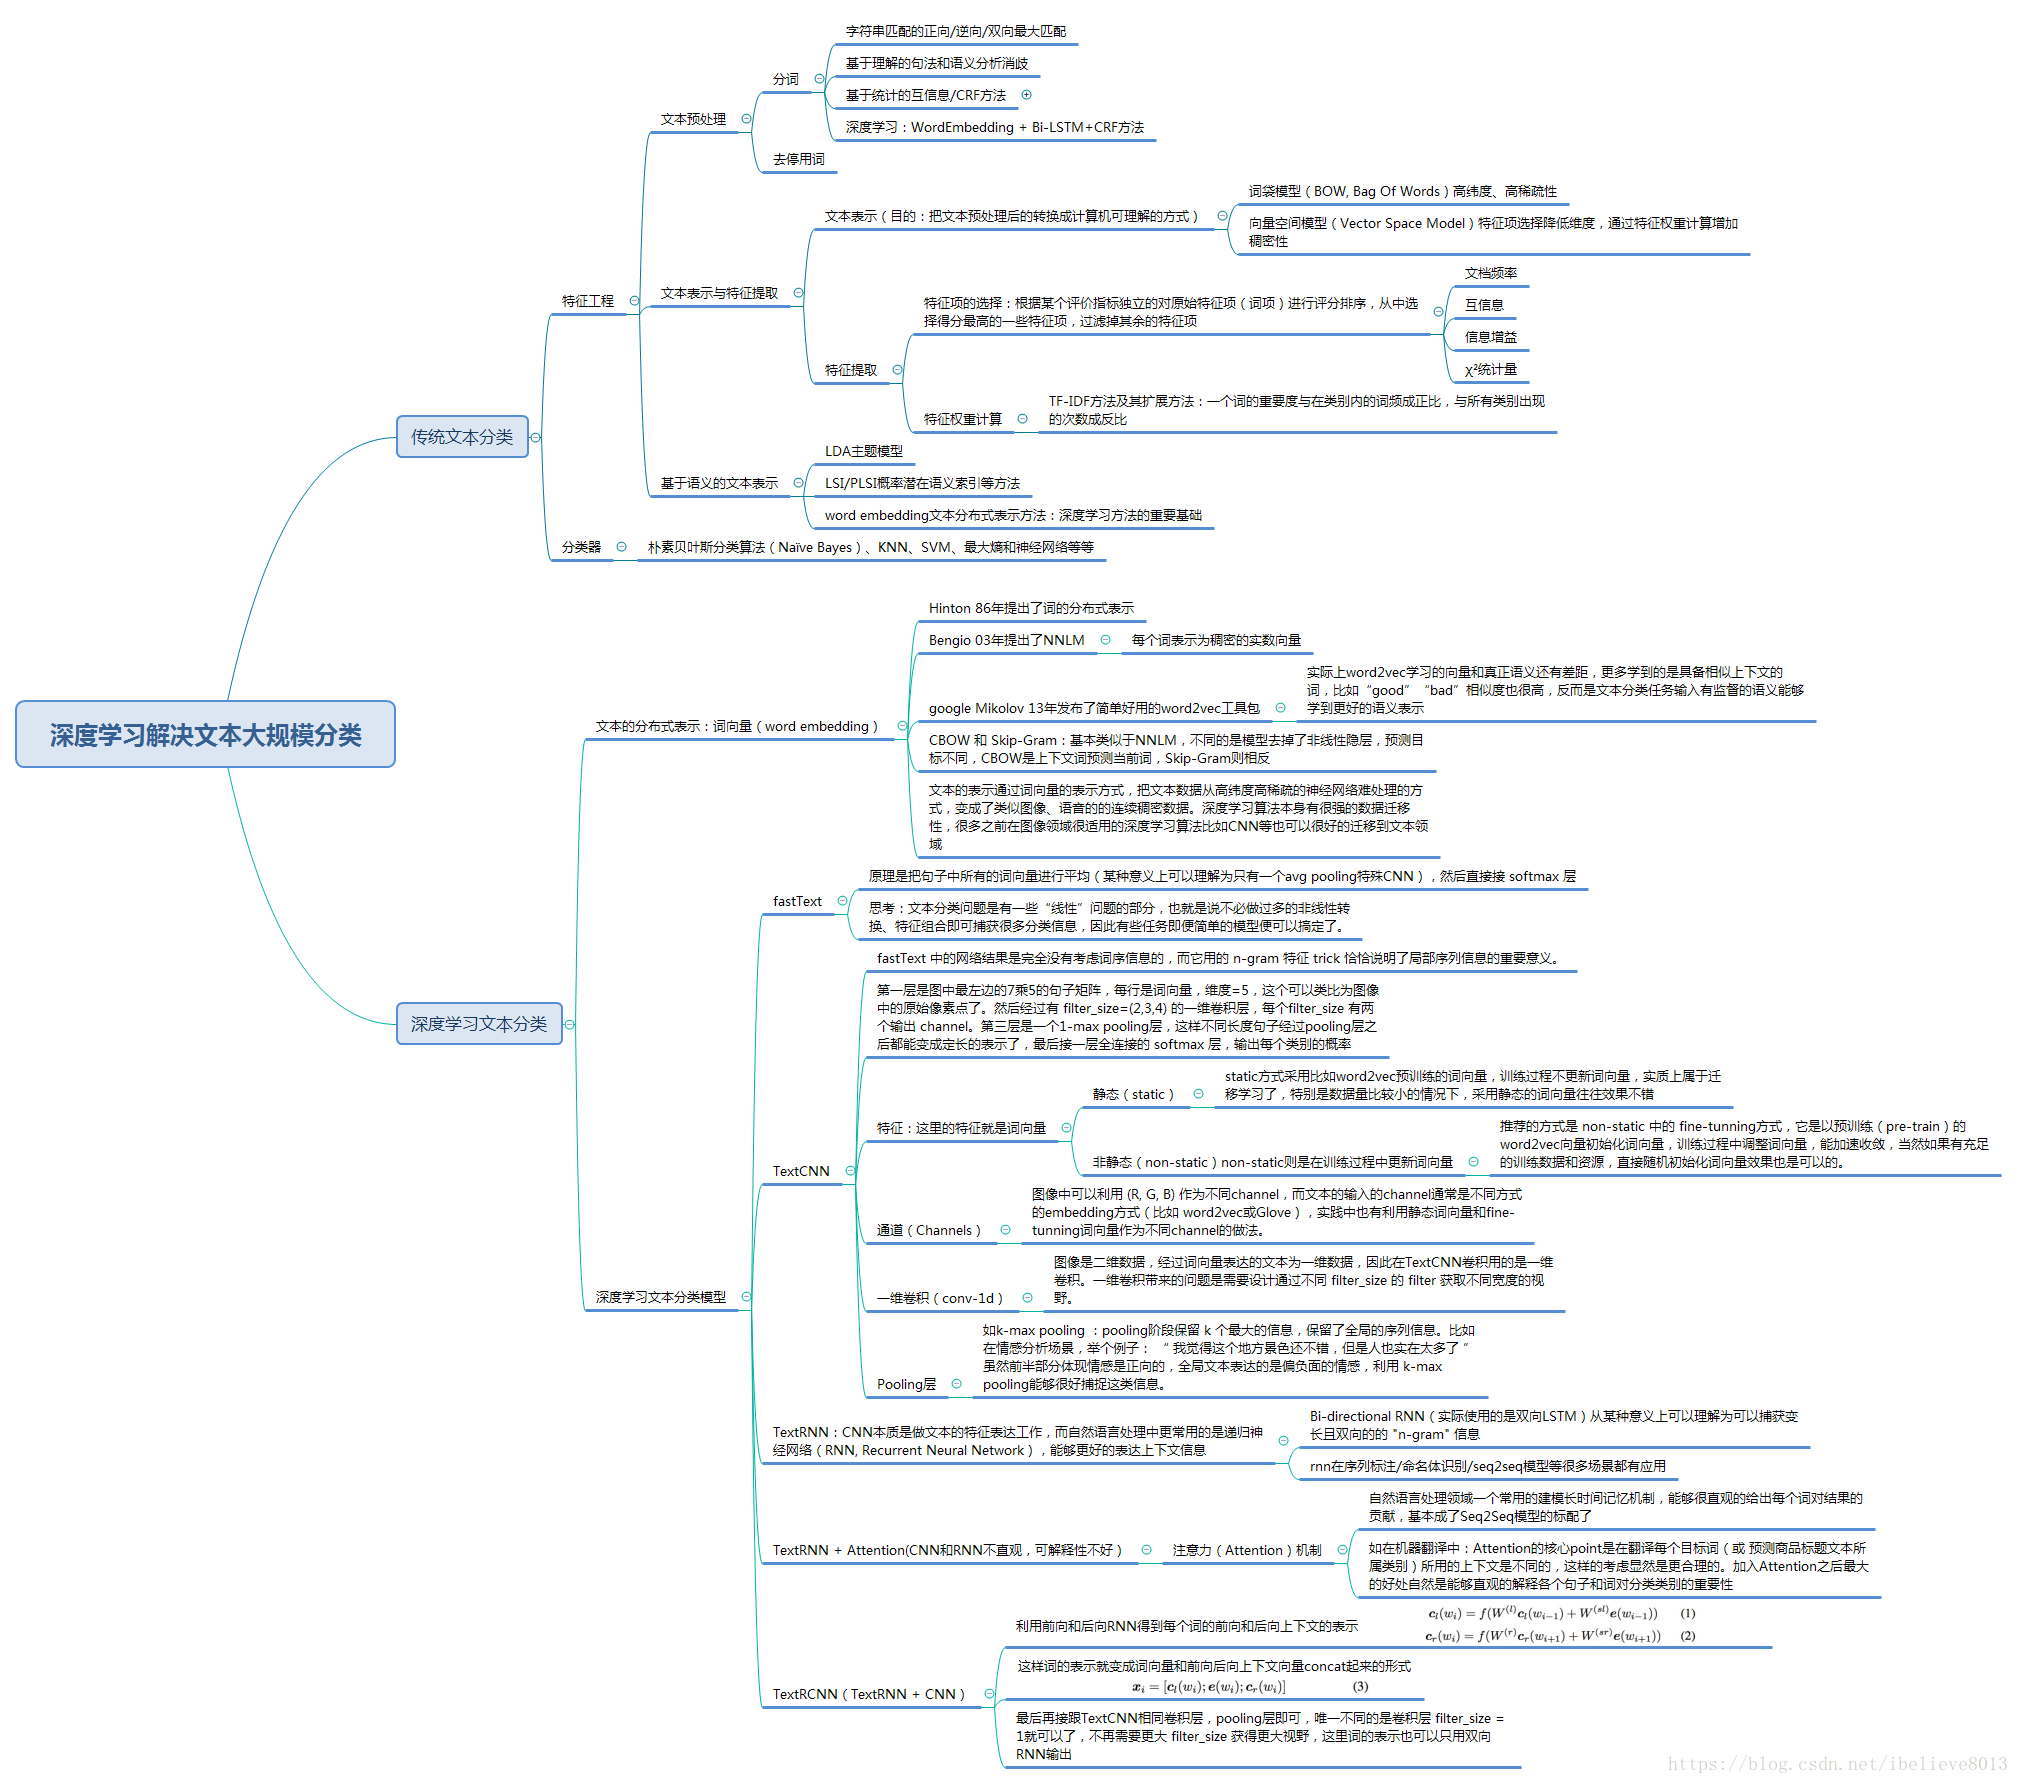 字符串匹配的正向/逆向/双向最大匹配
基于理解的句法和语义分析消歧
分词
基于统计的互信息/CRF方法
文本预处理
深度学习：WordEmbedding + Bi-LSTM+CRF方法
去停用词
词袋模型（BOW, Bag Of Words）高纬度、高稀疏性
文本表示（目的：把文本预处理后的转换成计算机可理解的方式）
向量空间模型（Vector Space Model）特征项选择降低维度，通过特征权重计算增加
稠密性
文档频率
特征工程
文本表示与特征提取
特征项的选择：根据某个评价指标独立的对原始特征项（词项）进行评分排序，从中选
择得分最高的一些特征项，过滤掉其余的特征项
互信息
信息增益
特征提取
χ²统计量
特征权重计算
TF-IDF方法及其扩展方法：一个词的重要度与在类别内的词频成正比，与所有类别出现
的次数成反比
传统文本分类
LDA主题模型
基于语义的文本表示
LSI/PLSI概率潜在语义索引等方法
word embedding文本分布式表示方法：深度学习方法的重要基础
分类器
朴素贝叶斯分类算法（Naïve Bayes）、KNN、SVM、最大熵和神经网络等等
深度学习解决文本大规模分类
Hinton 86年提出了词的分布式表示
Bengio 03年提出了NNLM
每个词表示为稠密的实数向量
文本的分布式表示：词向量（word embedding）
google Mikolov 13年发布了简单好用的word2vec工具包
实际上word2vec学习的向量和真正语义还有差距，更多学到的是具备相似上下文的
词，比如“good”“bad”相似度也很高，反而是文本分类任务输入有监督的语义能够
学到更好的语义表示
CBOW 和 Skip-Gram：基本类似于NNLM，不同的是模型去掉了非线性隐层，预测目
标不同，CBOW是上下文词预测当前词，Skip-Gram则相反
文本的表示通过词向量的表示方式，把文本数据从高纬度高稀疏的神经网络难处理的方
式，变成了类似图像、语音的的连续稠密数据。深度学习算法本身有很强的数据迁移
性，很多之前在图像领域很适用的深度学习算法比如CNN等也可以很好的迁移到文本领
域
深度学习文本分类
fastText
原理是把句子中所有的词向量进行平均（某种意义上可以理解为只有一个avg pooling特殊CNN），然后直接接 softmax 层
思考：文本分类问题是有一些“线性”问题的部分，也就是说不必做过多的非线性转
换、特征组合即可捕获很多分类信息，因此有些任务即便简单的模型便可以搞定了。
fastText 中的网络结果是完全没有考虑词序信息的，而它用的 n-gram 特征 trick 恰恰说明了局部序列信息的重要意义。
第一层是图中最左边的7乘5的句子矩阵，每行是词向量，维度=5，这个可以类比为图像
中的原始像素点了。然后经过有 filter_size=(2,3,4) 的一维卷积层，每个filter_size 有两
个输出 channel。第三层是一个1-max pooling层，这样不同长度句子经过pooling层之
后都能变成定长的表示了，最后接一层全连接的 softmax 层，输出每个类别的概率
TextCNN
特征：这里的特征就是词向量
静态（static）
static方式采用比如word2vec预训练的词向量，训练过程不更新词向量，实质上属于迁
移学习了，特别是数据量比较小的情况下，采用静态的词向量往往效果不错
非静态（non-static）non-static则是在训练过程中更新词向量
推荐的方式是 non-static 中的 fine-tunning方式，它是以预训练（pre-train）的
word2vec向量初始化词向量，训练过程中调整词向量，能加速收敛，当然如果有充足
的训练数据和资源，直接随机初始化词向量效果也是可以的。
通道（Channels）
图像中可以利用 (R, G, B) 作为不同channel，而文本的输入的channel通常是不同方式
的embedding方式（比如 word2vec或Glove），实践中也有利用静态词向量和fine-
tunning词向量作为不同channel的做法。
深度学习文本分类模型
一维卷积（conv-1d）
图像是二维数据，经过词向量表达的文本为一维数据，因此在TextCNN卷积用的是一维
卷积。一维卷积带来的问题是需要设计通过不同 filter_size 的 filter 获取不同宽度的视
野。
Pooling层
如k-max pooling ：pooling阶段保留 k 个最大的信息，保留了全局的序列信息。比如
在情感分析场景，举个例子： “ 我觉得这个地方景色还不错，但是人也实在太多了 ”
虽然前半部分体现情感是正向的，全局文本表达的是偏负面的情感，利用 k-max
pooling能够很好捕捉这类信息。
TextRNN：CNN本质是做文本的特征表达工作，而自然语言处理中更常用的是递归神
经网络（RNN, Recurrent Neural Network），能够更好的表达上下文信息
Bi-directional RNN（实际使用的是双向LSTM）从某种意义上可以理解为可以捕获变
长且双向的的 "n-gram" 信息
rnn在序列标注/命名体识别/seq2seq模型等很多场景都有应用
TextRNN + Attention(CNN和RNN不直观，可解释性不好）
注意力（Attention）机制
自然语言处理领域一个常用的建模长时间记忆机制，能够很直观的给出每个词对结果的
贡献，基本成了Seq2Seq模型的标配了
如在机器翻译中：Attention的核心point是在翻译每个目标词（或 预测商品标题文本所
属类别）所用的上下文是不同的，这样的考虑显然是更合理的。加入Attention之后最大
的好处自然是能够直观的解释各个句子和词对分类类别的重要性
TextRCNN（TextRNN + CNN）
利用前向和后向RNN得到每个词的前向和后向上下文的表示
c_l(w_i) = f(W^(l) c_l(w_{i−1}) + W^(sl) e(w_{i−1})) (1)
c_r(w_i) = f(W^(r) c_r(w_{i+1}) + W^(sr) e(w_{i+1})) (2)
这样词的表示就变成词向量和前向后向上下文向量concat起来的形式
x_i = [c_l(w_i); e(w_i); c_r(w_i)] (3)
最后再接跟TextCNN相同卷积层，pooling层即可，唯一不同的是卷积层 filter_size =
1就可以了，不再需要更大 filter_size 获得更大视野，这里词的表示也可以只用双向
RNN输出
https://blog.csdn.net/ibelieve8013